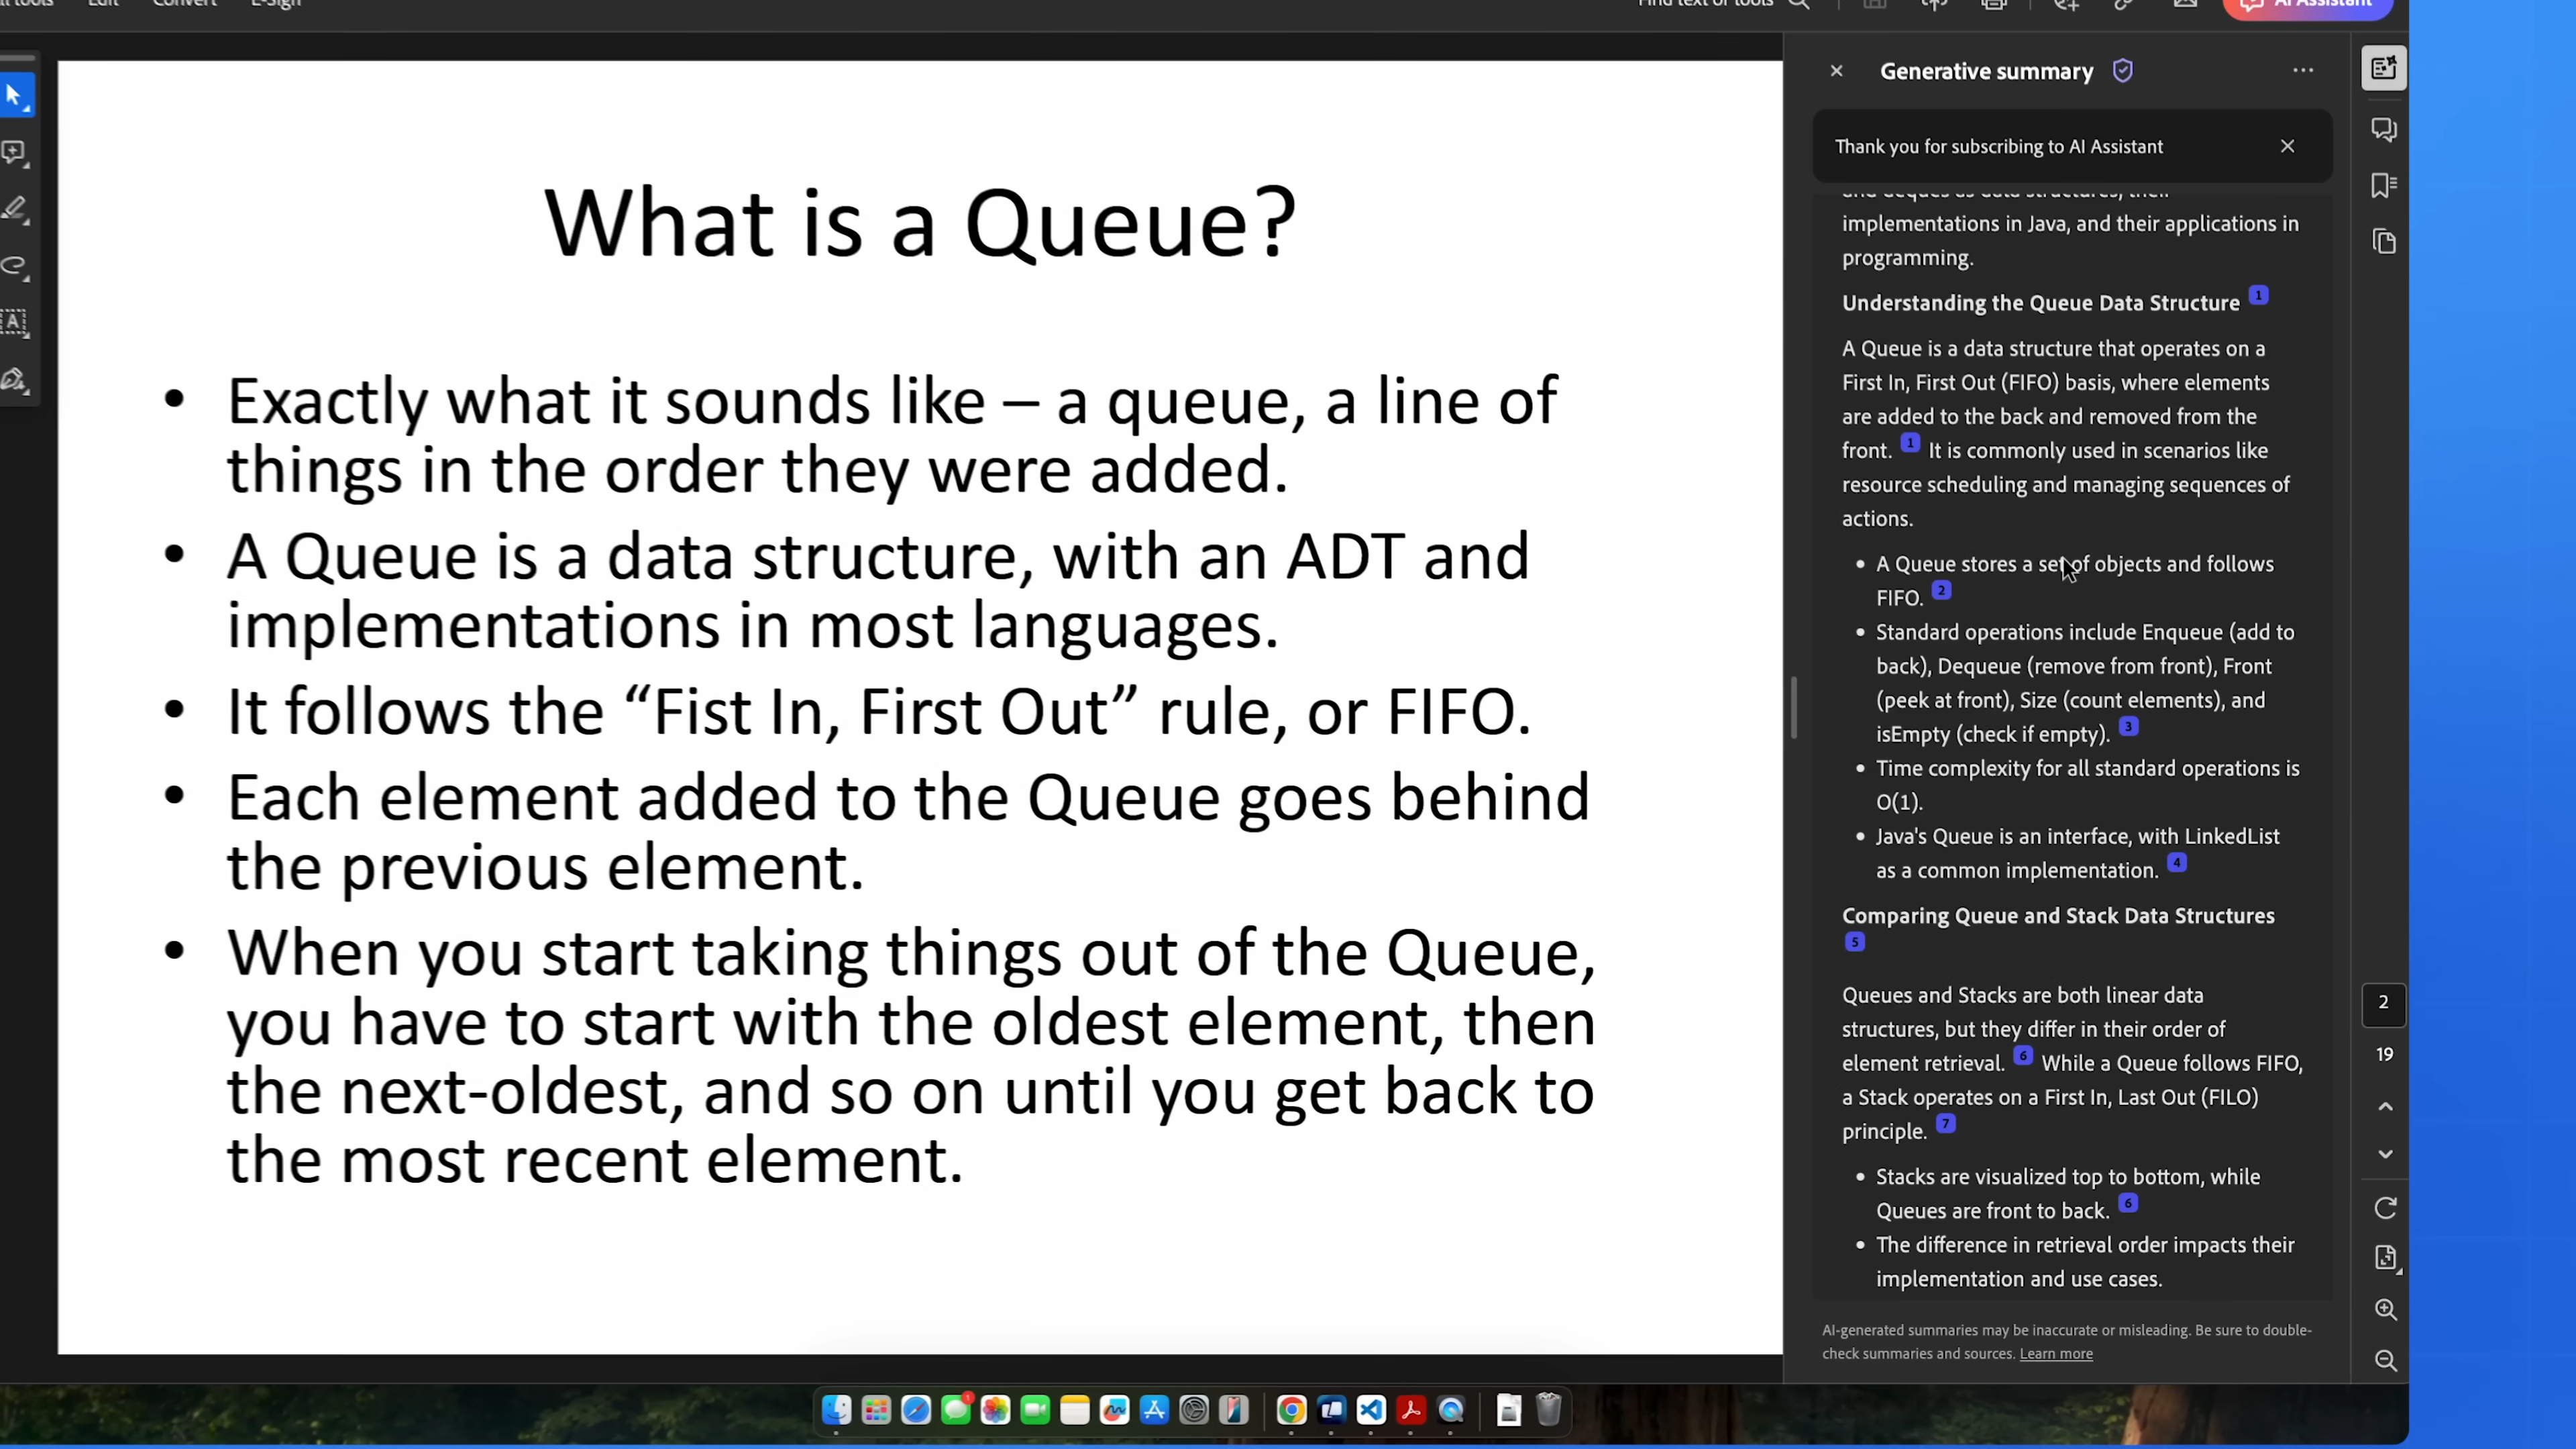 Edit Convert E-Sign
Find text or tools
AI Assistant
What is a Queue?
• Exactly what it sounds like – a queue, a line of
things in the order they were added.
• A Queue is a data structure, with an ADT and
implementations in most languages.
• It follows the “Fist In, First Out” rule, or FIFO.
• Each element added to the Queue goes behind
the previous element.
• When you start taking things out of the Queue,
you have to start with the oldest element, then
the next-oldest, and so on until you get back to
the most recent element.
Generative summary
Thank you for subscribing to AI Assistant
and deques as data structures, their
implementations in Java, and their applications in
programming.
Understanding the Queue Data Structure 1
A Queue is a data structure that operates on a
First In, First Out (FIFO) basis, where elements
are added to the back and removed from the
front. 1 It is commonly used in scenarios like
resource scheduling and managing sequences of
actions.
• A Queue stores a set of objects and follows
FIFO. 2
• Standard operations include Enqueue (add to
back), Dequeue (remove from front), Front
(peek at front), Size (count elements), and
isEmpty (check if empty). 3
• Time complexity for all standard operations is
O(1).
• Java's Queue is an interface, with LinkedList
as a common implementation. 4
Comparing Queue and Stack Data Structures
5
Queues and Stacks are both linear data
structures, but they differ in their order of
element retrieval. 6 While a Queue follows FIFO,
a Stack operates on a First In, Last Out (FILO)
principle. 7
• Stacks are visualized top to bottom, while
Queues are front to back. 6
• The difference in retrieval order impacts their
implementation and use cases.
AI-generated summaries may be inaccurate or misleading. Be sure to double-
check summaries and sources. Learn more
2
19